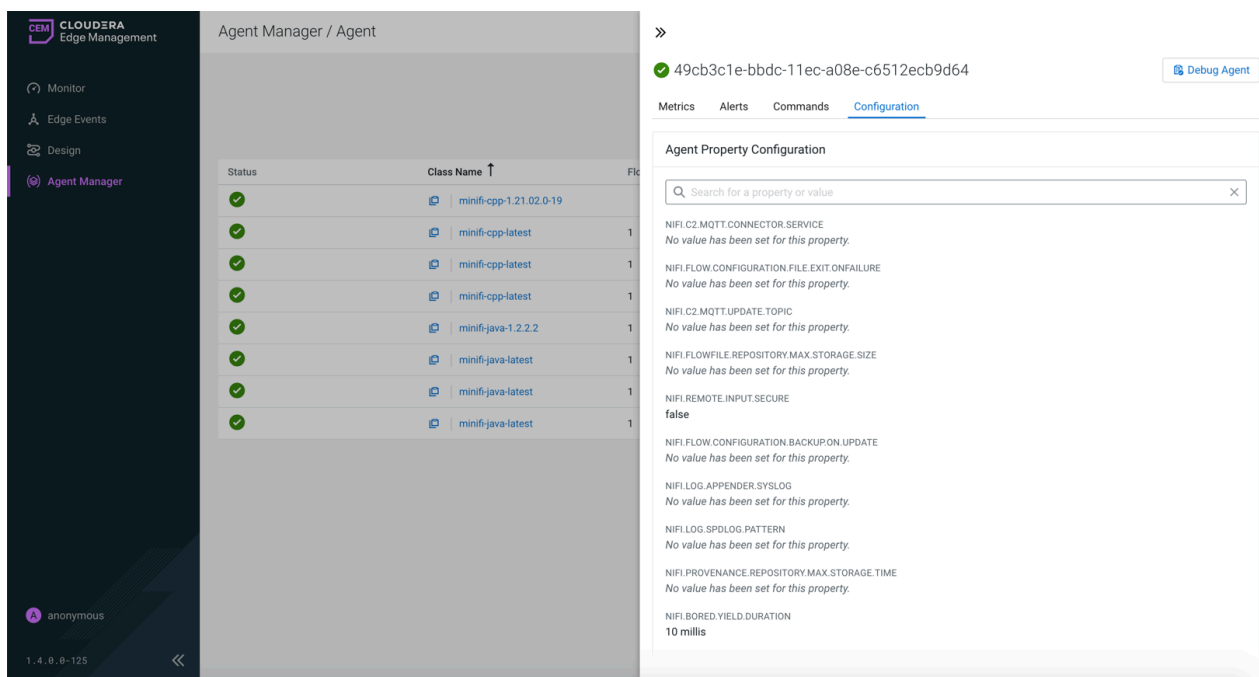 CEM
CLOUDERA
Edge Management
Monitor
Edge Events
Design
Agent Manager
A anonymous
1.4.0.0-125
Agent Manager / Agent
Status Class Name
minifi-cpp-1.21.02.0-19
minifi-cpp-latest 1
minifi-cpp-latest 1
minifi-cpp-latest 1
minifi-java-1.2.2.2 1
minifi-java-latest 1
minifi-java-latest 1
minifi-java-latest 1
49cb3c1e-bbdc-11ec-a08e-c6512ecb9d64
Debug Agent
Metrics Alerts Commands Configuration
Agent Property Configuration
Search for a property or value
NIFI.C2.MQTT.CONNECTOR.SERVICE
No value has been set for this property.
NIFI.FLOW.CONFIGURATION.FILE.EXIT.ONFAILURE
No value has been set for this property.
NIFI.C2.MQTT.UPDATE.TOPIC
No value has been set for this property.
NIFI.FLOWFILE.REPOSITORY.MAX.STORAGE.SIZE
No value has been set for this property.
NIFI.REMOTE.INPUT.SECURE
false
NIFI.FLOW.CONFIGURATION.BACKUP.ON.UPDATE
No value has been set for this property.
NIFI.LOG.APPENDER.SYSLOG
No value has been set for this property.
NIFI.LOG.SPDLOG.PATTERN
No value has been set for this property.
NIFI.PROVENANCE.REPOSITORY.MAX.STORAGE.TIME
No value has been set for this property.
NIFI.BORED.YIELD.DURATION
10 millis